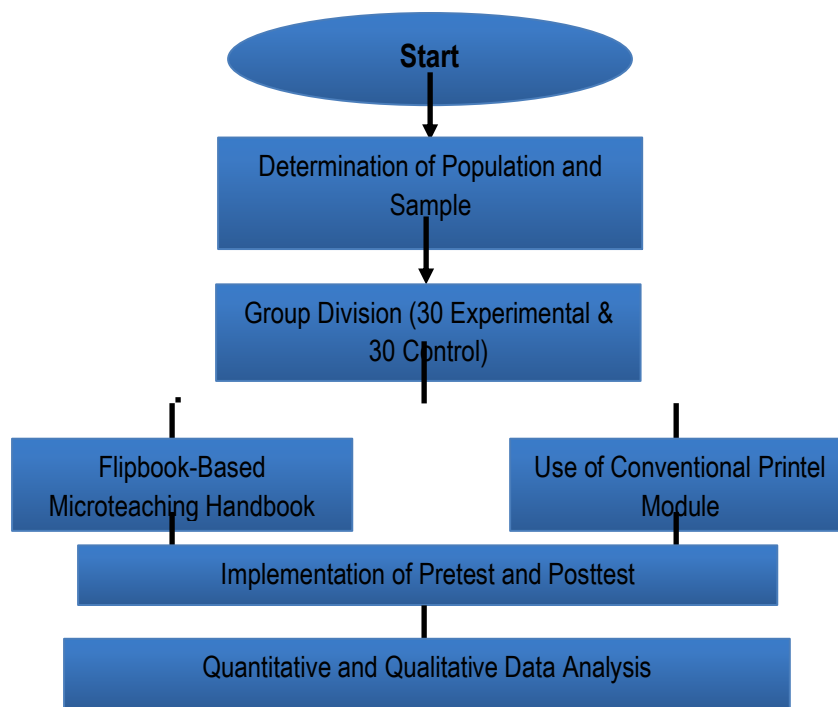 Start
Determination of Population and
Sample
Group Division (30 Experimental &
30 Control)
Flipbook-Based
Microteaching Handbook
Use of Conventional Printel
Module
Implementation of Pretest and Posttest
Quantitative and Qualitative Data Analysis